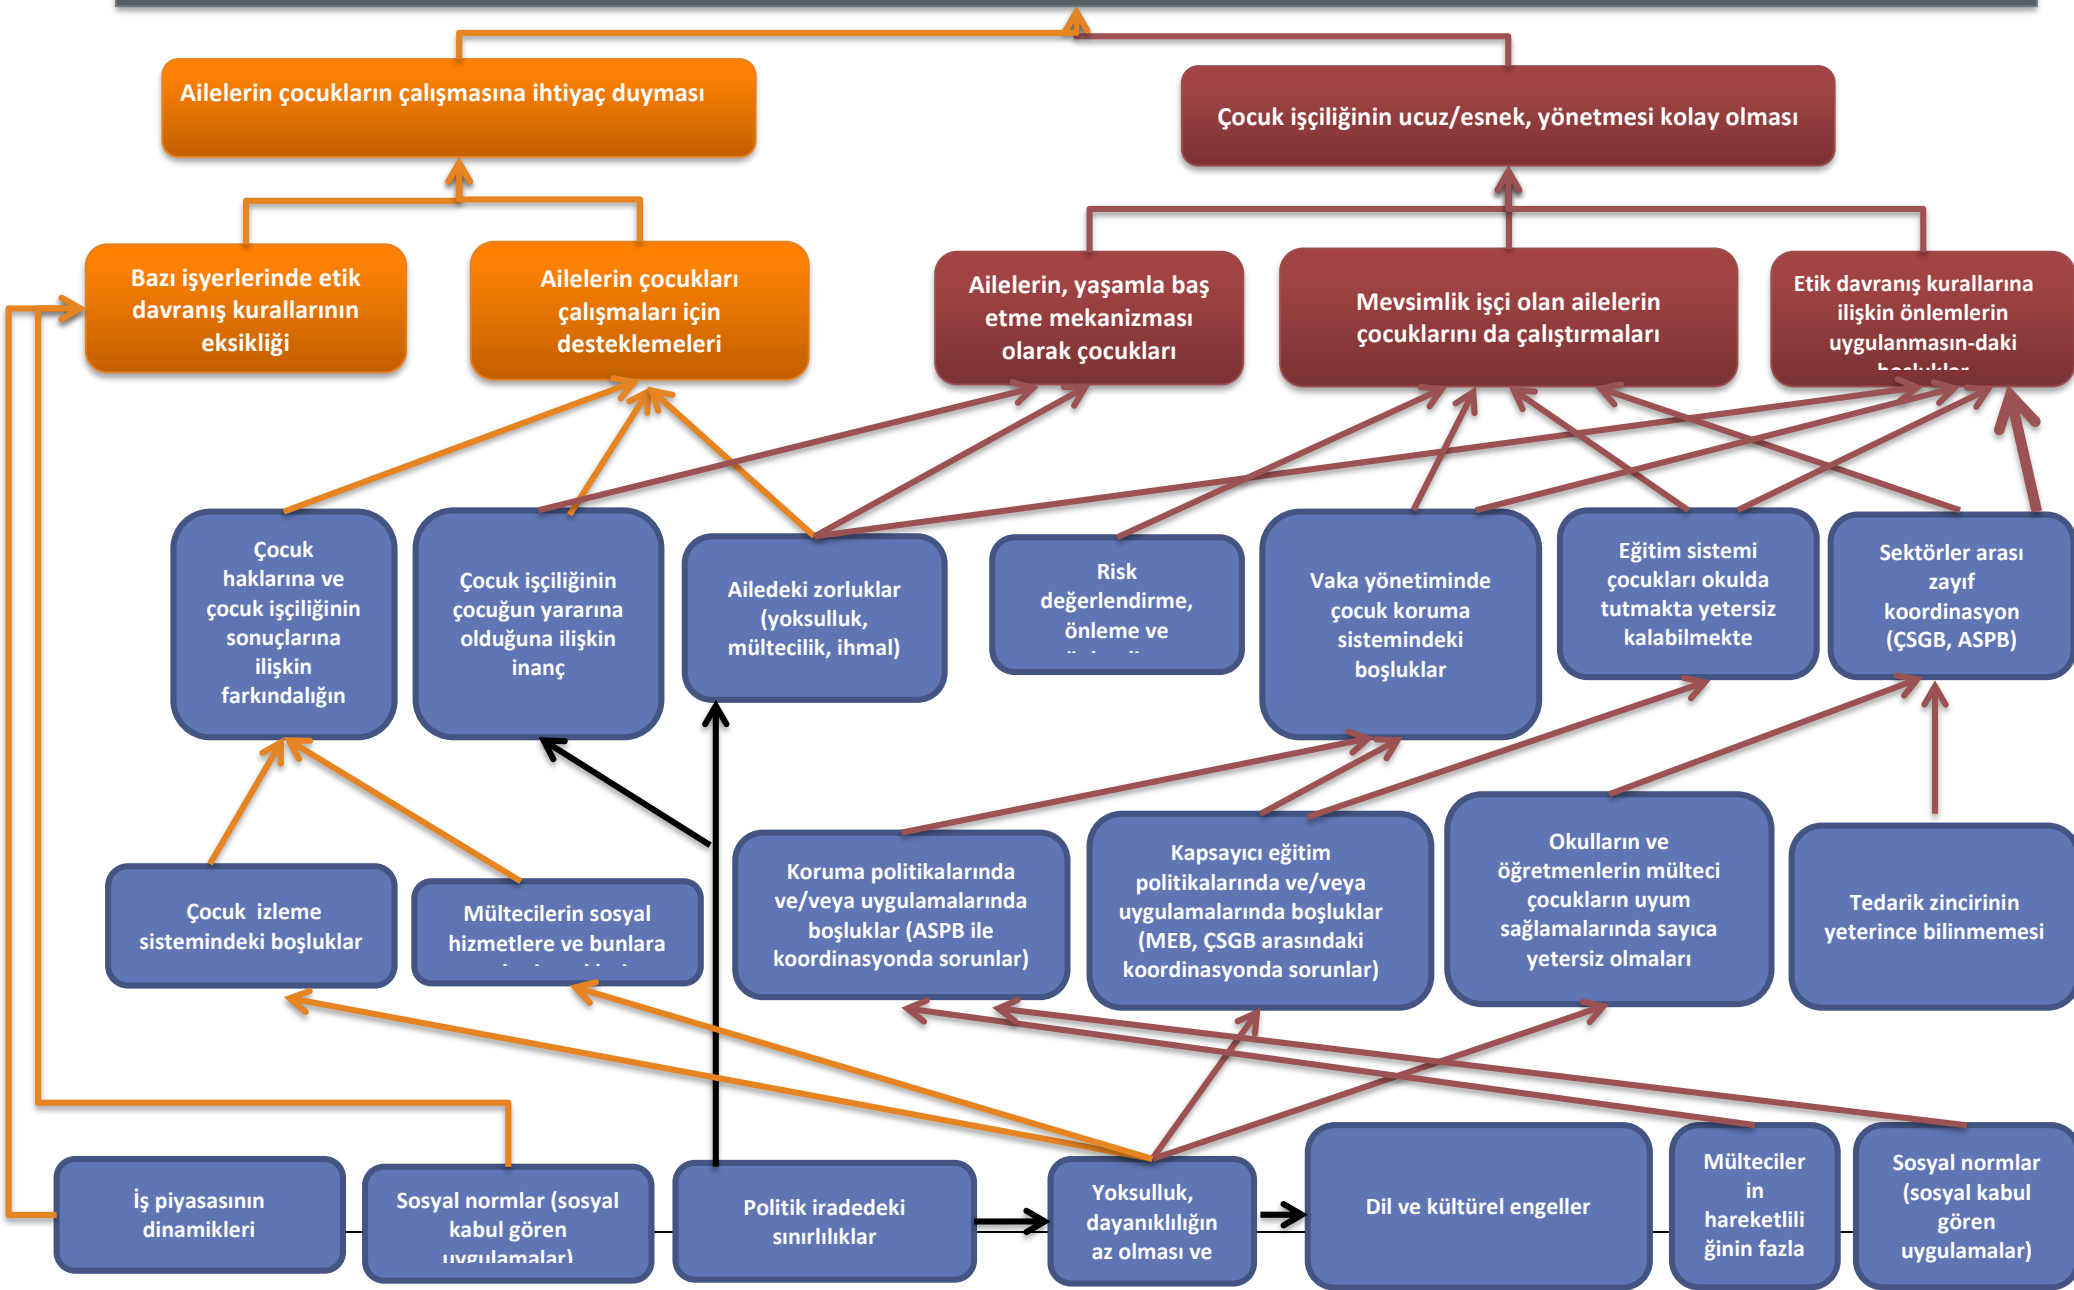 Ailelerin çocukların çalışmasına ihtiyaç duyması
Çocuk işçiliğinin ucuz/esnek, yönetmesi kolay olması
Bazı işyerlerinde etik
davranış kurallarının
eksikliği
Ailelerin çocukları
çalışmaları için
desteklemeleri
Ailelerin, yaşamla baş
etme mekanizması
olarak çocukları
Mevsimlik işçi olan ailelerin
çocuklarını da çalıştırmaları
Etik davranış kurallarına
ilişkin önlemlerin
uygulanmasın-daki
boşluklar
Çocuk
haklarına ve
çocuk işçiliğinin
sonuçlarına
ilişkin
farkındalığın
Çocuk işçiliğinin
çocuğun yararına
olduğuna ilişkin
inanç
Ailedeki zorluklar
(yoksulluk,
mültecilik, ihmal)
Risk
değerlendirme,
önleme ve
Vaka yönetiminde
çocuk koruma
sistemindeki
boşluklar
Eğitim sistemi
çocukları okulda
tutmakta yetersiz
kalabilmekte
Sektörler arası
zayıf
koordinasyon
(ÇSGB, ASPB)
Çocuk izleme
sistemindeki boşluklar
Mültecilerin sosyal
hizmetlere ve bunlara
Koruma politikalarında
ve/veya uygulamalarında
boşluklar (ASPB ile
koordinasyonda sorunlar)
Kapsayıcı eğitim
politikalarında ve/veya
uygulamalarında boşluklar
(MEB, ÇSGB arasındaki
koordinasyonda sorunlar)
Okulların ve
öğretmenlerin mülteci
çocukların uyum
sağlamalarında sayıca
yetersiz olmaları
Tedarik zincirinin
yeterince bilinmemesi
İş piyasasının
dinamikleri
Sosyal normlar (sosyal
kabul gören
uygulamalar)
Politik iradedeki
sınırlılıklar
Yoksulluk,
dayanıklılığın
az olması ve
Dil ve kültürel engeller
Mülteciler
in
hareketlili
ğinin fazla
Sosyal normlar
(sosyal kabul
gören
uygulamalar)